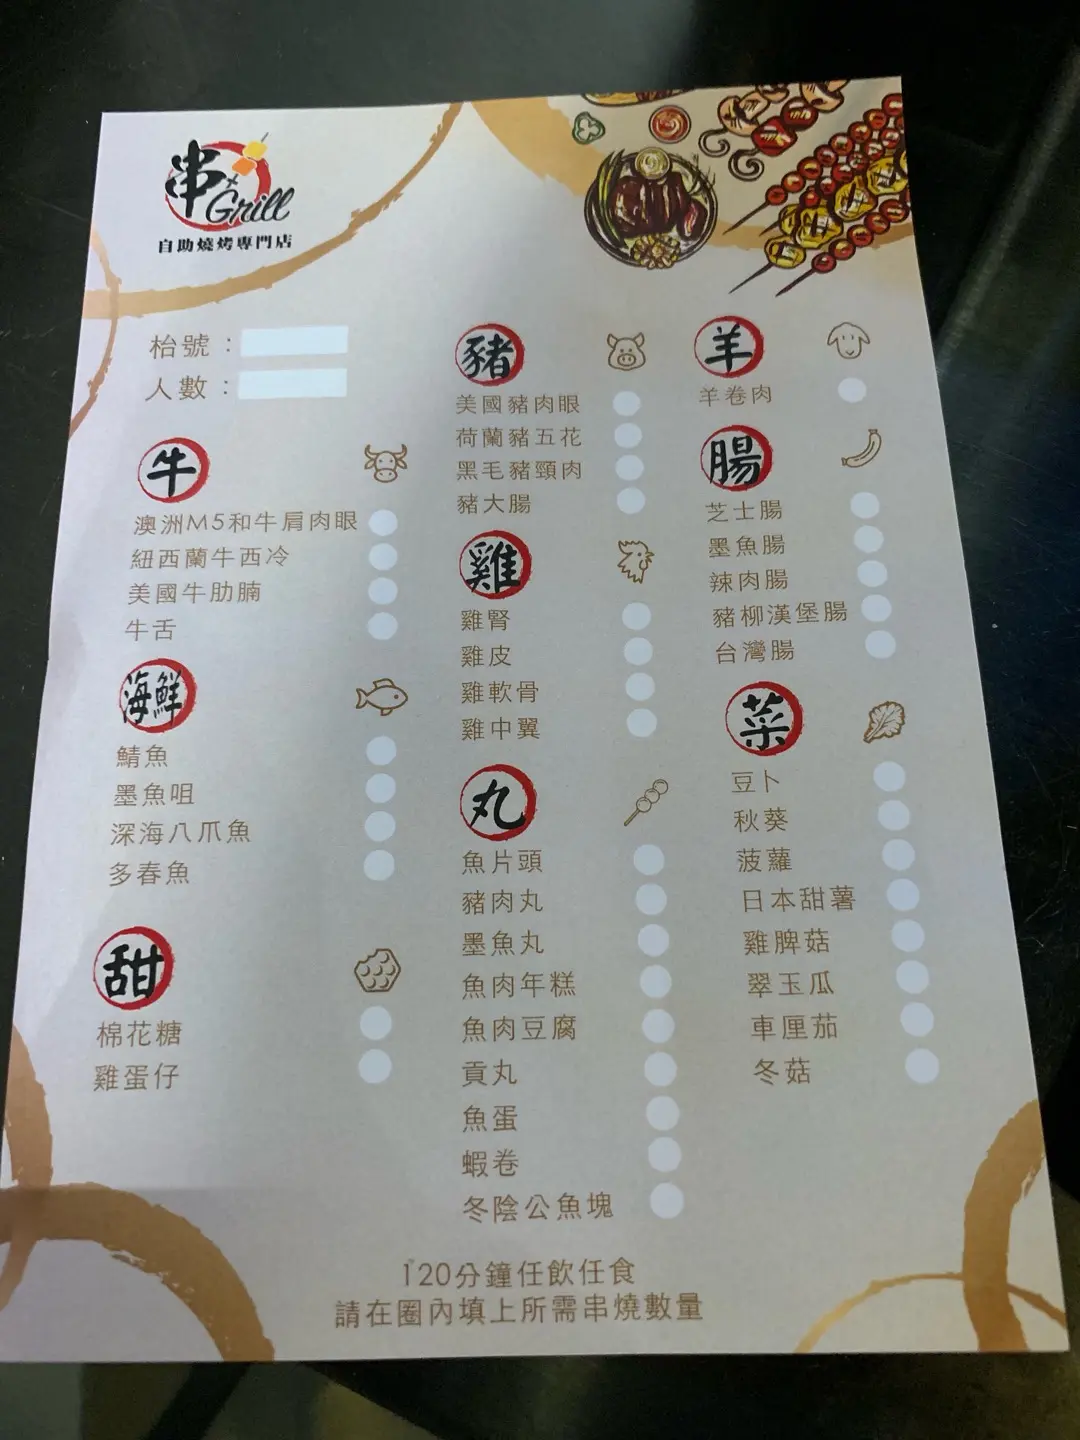 串
×
Grill
自助燒烤專門店
枱號：
人數：
牛
澳洲M5和牛肩肉眼
紐西蘭牛西冷
美國牛肋腩
牛舌
海鮮
鯖魚
墨魚咀
深海八爪魚
多春魚
甜
棉花糖
雞蛋仔
豬
美國豬肉眼
荷蘭豬五花
黑毛豬頸肉
豬大腸
雞
雞腎
雞皮
雞軟骨
雞中翼
丸
魚片頭
豬肉丸
墨魚丸
魚肉年糕
魚肉豆腐
貢丸
魚蛋
蝦卷
冬陰公魚塊
羊
羊卷肉
腸
芝士腸
墨魚腸
辣肉腸
豬柳漢堡腸
台灣腸
菜
豆卜
秋葵
菠蘿
日本甜薯
雞脾菇
翠玉瓜
車厘茄
冬菇
120分鐘任飲任食
請在圈內填上所需串燒數量